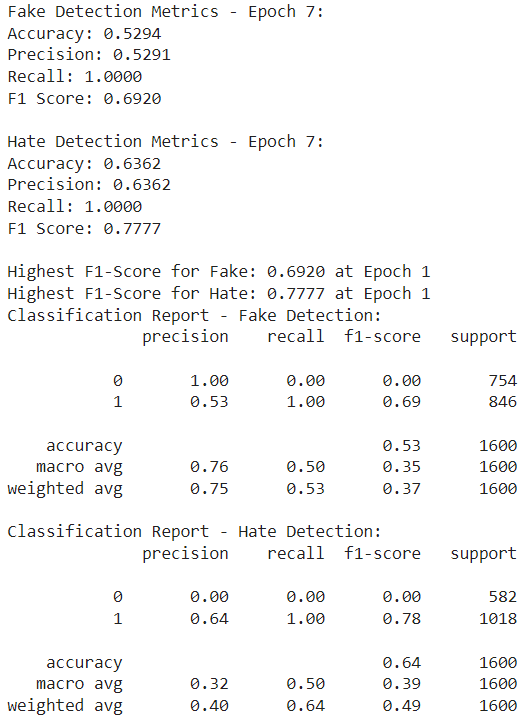 Fake Detection Metrics - Epoch 7:
Accuracy: 0.5294
Precision: 0.5291
Recall: 1.0000
F1 Score: 0.6920
Hate Detection Metrics - Epoch 7:
Accuracy: 0.6362
Precision: 0.6362
Recall: 1.0000
F1 Score: 0.7777
Highest F1-Score for Fake: 0.6920 at Epoch 1
Highest F1-Score for Hate: 0.7777 at Epoch 1
Classification Report - Fake Detection:
precision recall f1-score support
0 1.00 0.00 0.00 754
1 0.53 1.00 0.69 846
accuracy 0.53 1600
macro avg 0.76 0.50 0.35 1600
weighted avg 0.75 0.53 0.37 1600
Classification Report - Hate Detection:
precision recall f1-score support
0 0.00 0.00 0.00 582
1 0.64 1.00 0.78 1018
accuracy 0.64 1600
macro avg 0.32 0.50 0.39 1600
weighted avg 0.40 0.64 0.49 1600